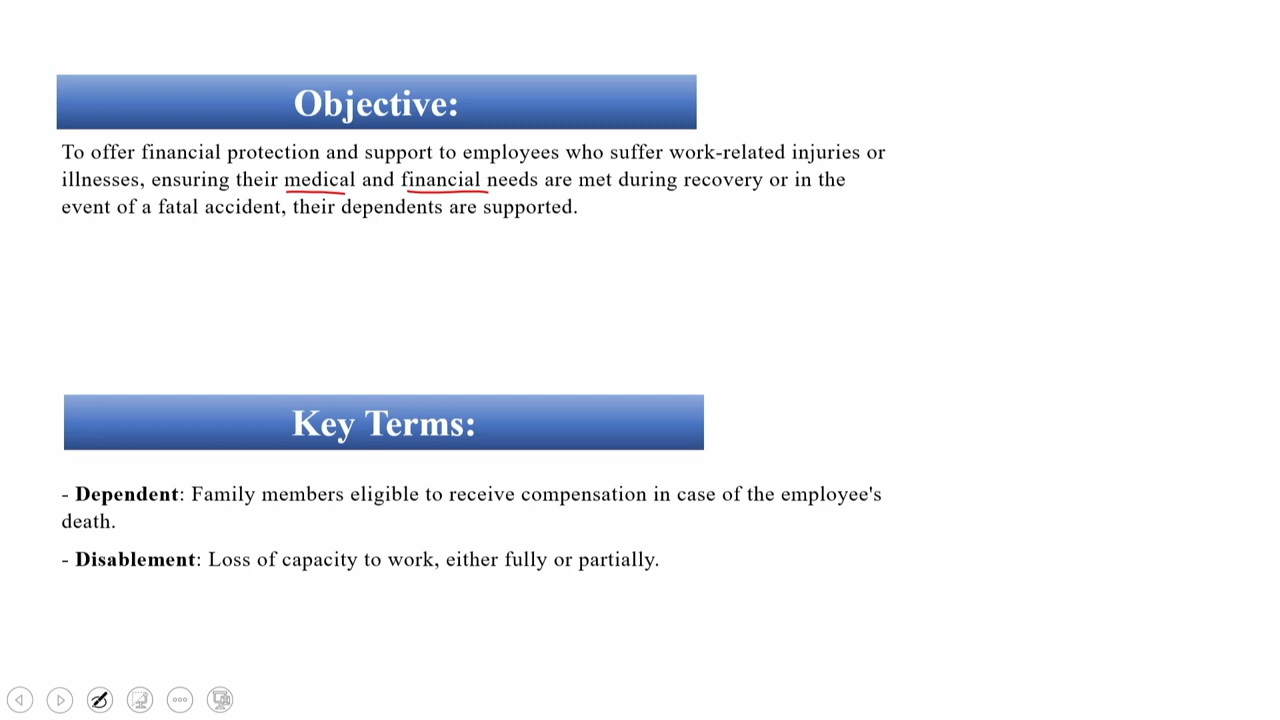 Objective:
To offer financial protection and support to employees who suffer work-related injuries or
illnesses, ensuring their medical and financial needs are met during recovery or in the
event of a fatal accident, their dependents are supported.
Key Terms:
- Dependent: Family members eligible to receive compensation in case of the employee's
death.
- Disablement: Loss of capacity to work, either fully or partially.